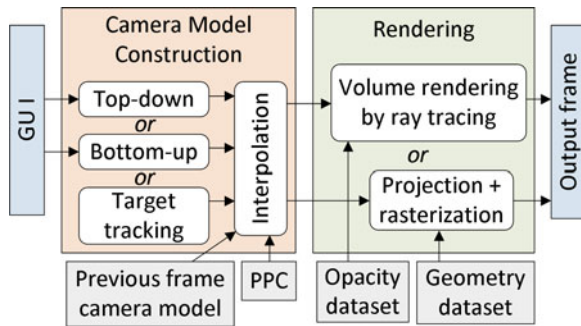 Camera Model
Construction
Rendering
GUI
Top-down
or
Bottom-up
or
Target
tracking
Interpolation
Volume rendering
by ray tracing
or
Projection +
rasterization
Output frame
Previous frame
camera model
PPC
Opacity
dataset
Geometry
dataset